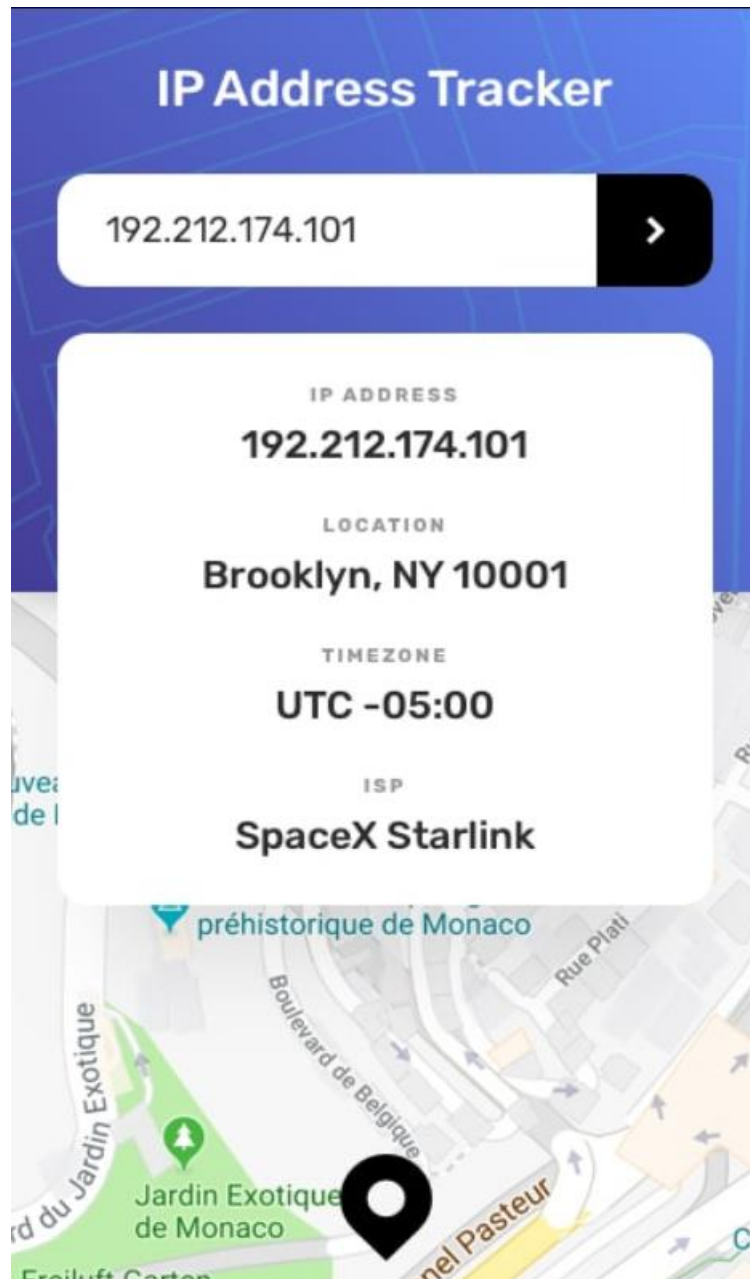 IP Address Tracker
192.212.174.101
IP ADDRESS
192.212.174.101
LOCATION
Brooklyn, NY 10001
TIMEZONE
UTC -05:00
ISP
SpaceX Starlink
de
préhistorique de Monaco
Rue Plati
Boulevard de Belgique
rd du Jardin Exotique
Jardin Exotique
de Monaco
nel Pasteur